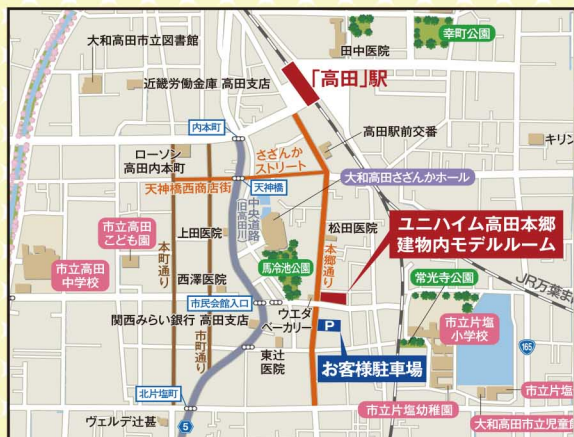 幸町公園
田中医院
大和高田市立図書館
「高田」駅
近畿労働金庫 高田支店
内本町
高田駅前交番
キリン
ローソン
高田内本町
さざんか
ストリート
天神橋西商店街
天神橋
大和高田さざんかホール
市立高田
こども園
上田医院
中央道路
(旧高田川)
松田医院
本郷通り
ユニハイム高田本郷
建物内モデルルーム
本町通り
市立高田
中学校
馬冷池公園
西澤医院
常光寺公園
JR万葉ま
市民会館入口
ウエダ
ベーカリー
関西みらい銀行 高田支店
市町通り
P
市立片塩
小学校
165
東辻
医院
お客様駐車場
北片塩町
市立片塩
市立片塩幼稚園
ヴェルデ辻甚
5
大和高田市立児童館